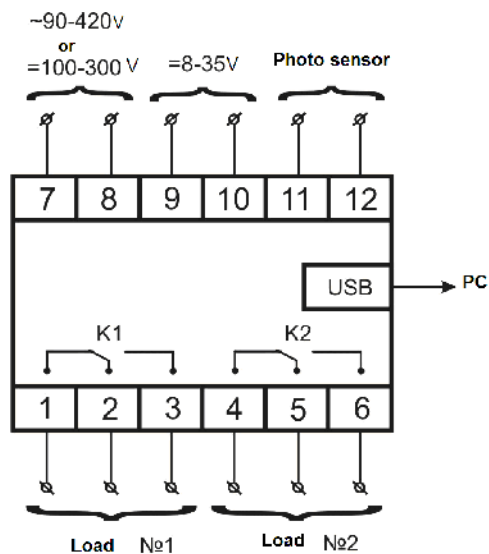 ~90-420V
or
=100-300 V
=8-35V
Photo sensor
7 8 9 10 11 12
USB
PC
K1 K2
1 2 3 4 5 6
Load №1
Load №2